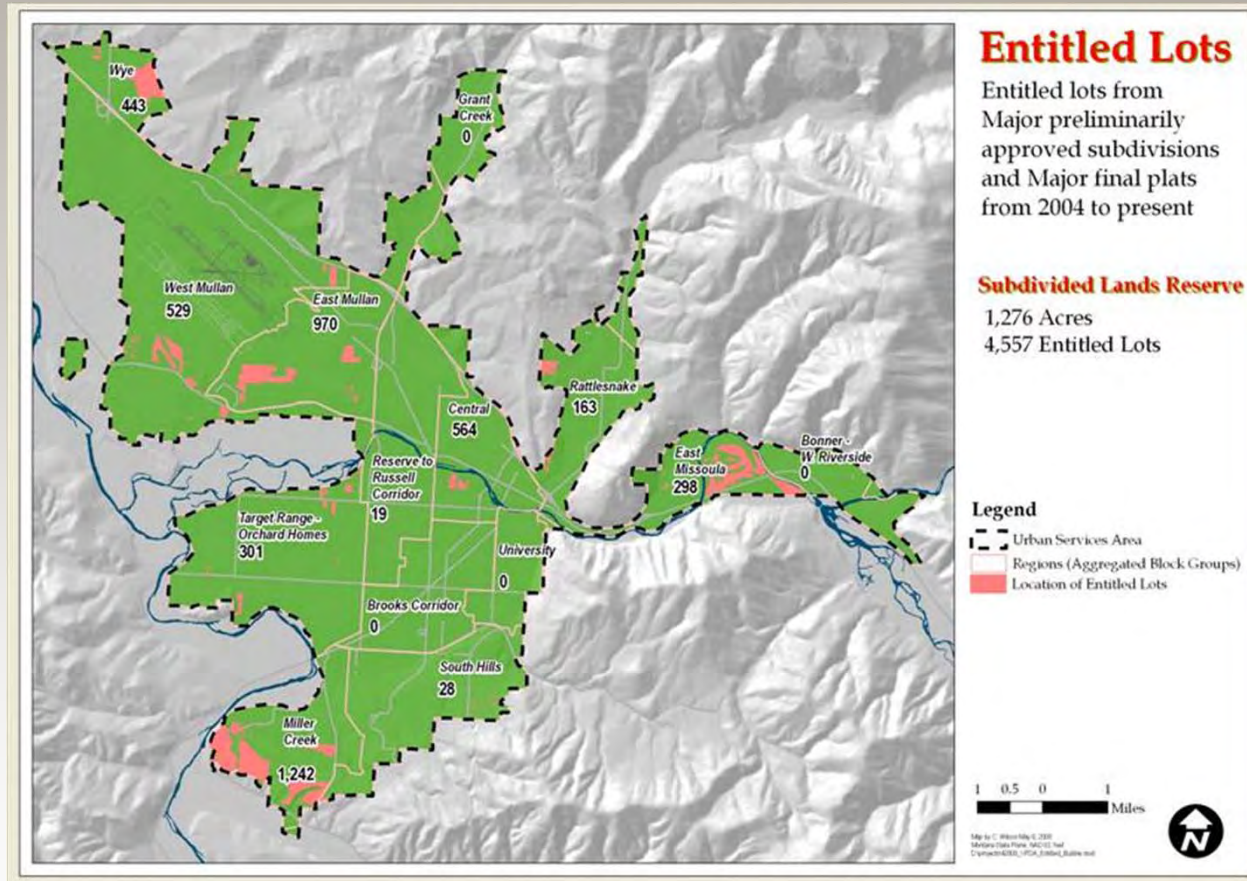 Entitled Lots
Entitled lots from
Major preliminarily
approved subdivisions
and Major final plats
from 2004 to present
Subdivided Lands Reserve
1,276 Acres
4,557 Entitled Lots
Legend
Urban Services Area
Regions (Aggregated Block Groups)
Location of Entitled Lots
1 0.5 0 1
Miles
N
Wye
443
Grant
Creek
0
West Mullan
529
East Mullan
970
Rattlesnake
163
Central
564
Bonner -
W. Riverside
0
East
Missoula
298
Reserve to
Russell
Corridor
19
Target Range -
Orchard Homes
301
University
0
Brooks Corridor
0
South Hills
28
Miller
Creek
1,242